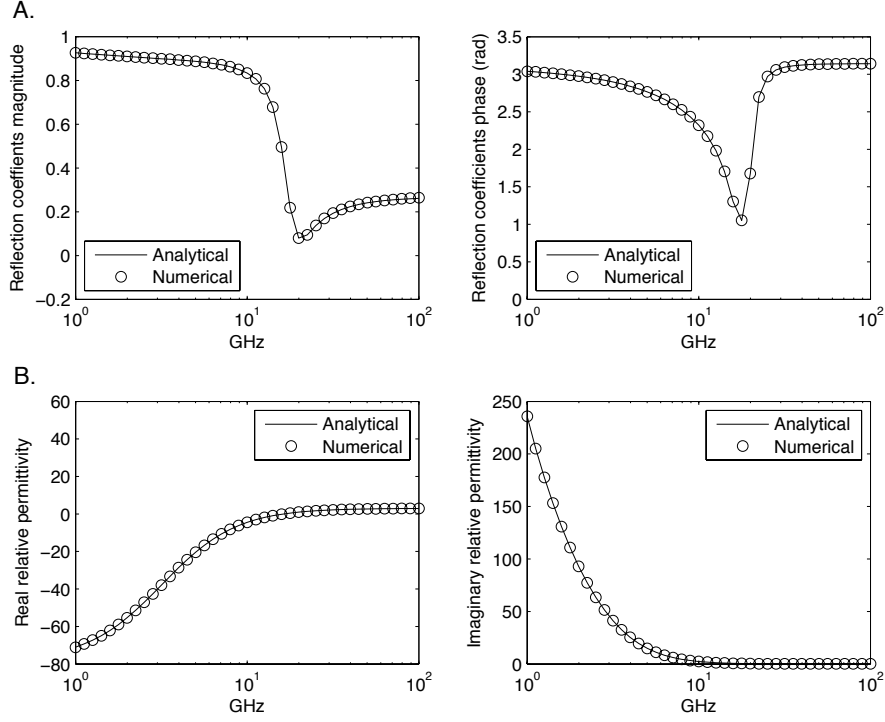 A.
Reflection coeffients magnitude
1
0.8
0.6
0.4
0.2
0
−0.2
Analytical
Numerical
10^0
10^1
10^2
GHz
Reflection coefficients phase (rad)
3.5
3
2.5
2
1.5
1
0.5
0
Analytical
Numerical
10^0
10^1
10^2
GHz
B.
Real relative permittivity
60
40
20
0
−20
−40
−60
−80
Analytical
Numerical
10^0
10^1
10^2
GHz
Imaginary relative permittivity
250
200
150
100
50
0
Analytical
Numerical
10^0
10^1
10^2
GHz